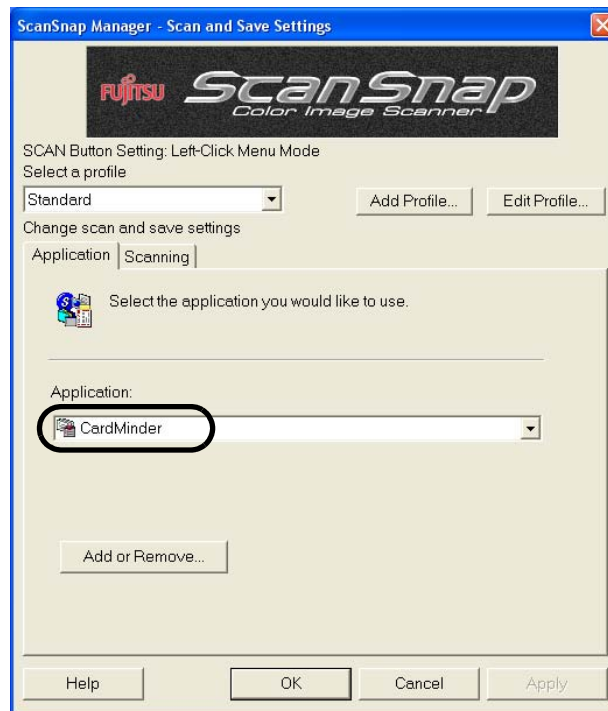 ScanSnap Manager - Scan and Save Settings
FUJITSU ScanSnap
Color Image Scanner
SCAN Button Setting: Left-Click Menu Mode
Select a profile
Standard Add Profile... Edit Profile...
Change scan and save settings
Application Scanning
Select the application you would like to use.
Application:
CardMinder
Add or Remove...
Help OK Cancel Apply